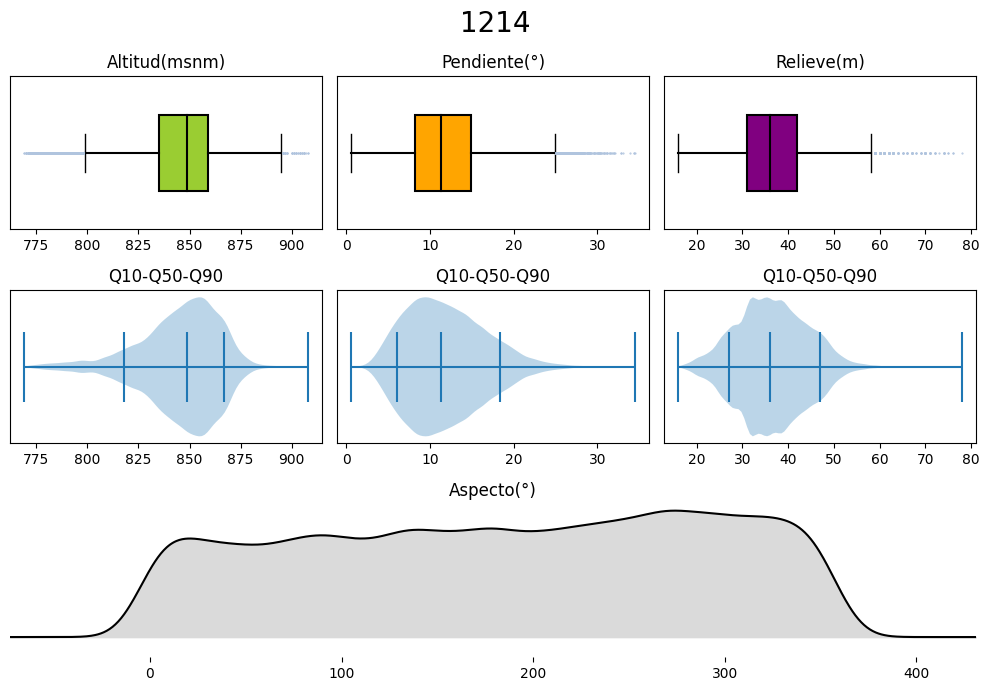 1214
Altitud(msnm) Pendiente(°) Relieve(m)
775 800 825 850 875 900 0 10 20 30 20 30 40 50 60 70 80
Q10-Q50-Q90 Q10-Q50-Q90 Q10-Q50-Q90
775 800 825 850 875 900 0 10 20 30 20 30 40 50 60 70 80
Aspecto(°)
0 100 200 300 400